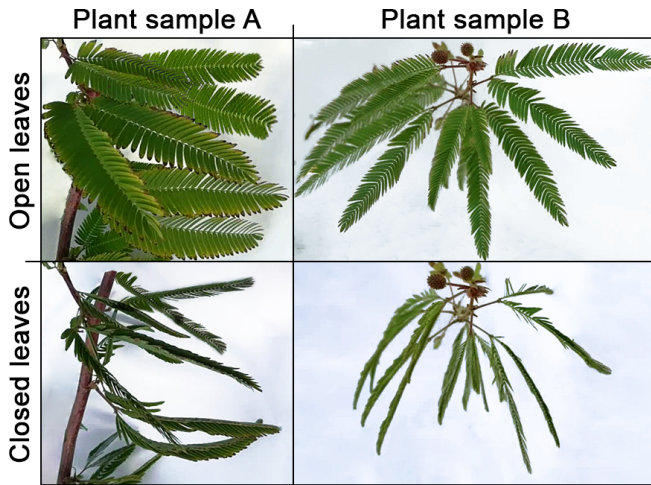 Plant sample A
Plant sample B
Open leaves
Closed leaves